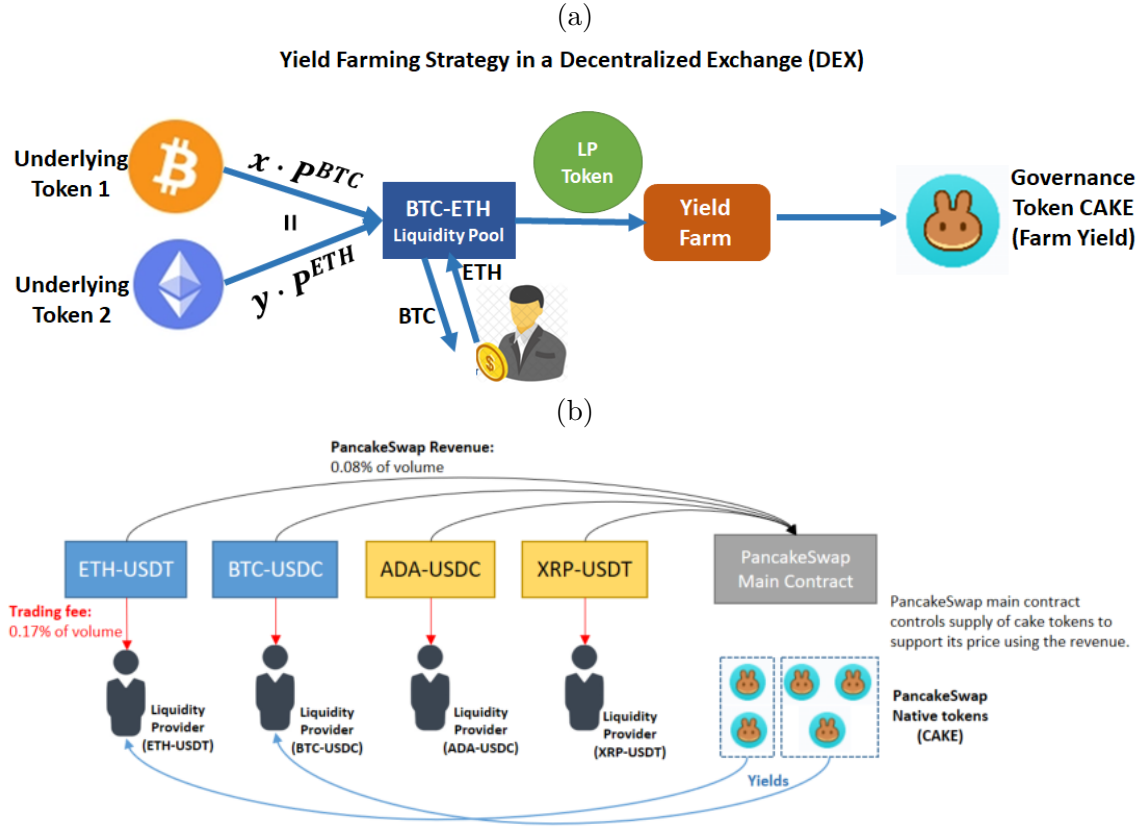 (a)
Yield Farming Strategy in a Decentralized Exchange (DEX)
Underlying
Token 1
x · P^BTC
=
y · P^ETH
Underlying
Token 2
BTC-ETH
Liquidity Pool
ETH
BTC
LP
Token
Yield
Farm
Governance
Token CAKE
(Farm Yield)
(b)
PancakeSwap Revenue:
0.08% of volume
ETH-USDT
BTC-USDC
ADA-USDC
XRP-USDT
PancakeSwap
Main Contract
Trading fee:
0.17% of volume
PancakeSwap main contract
controls supply of cake tokens to
support its price using the revenue.
Liquidity
Provider
(ETH-USDT)
Liquidity
Provider
(BTC-USDC)
Liquidity
Provider
(ADA-USDC)
Liquidity
Provider
(XRP-USDT)
PancakeSwap
Native tokens
(CAKE)
Yields